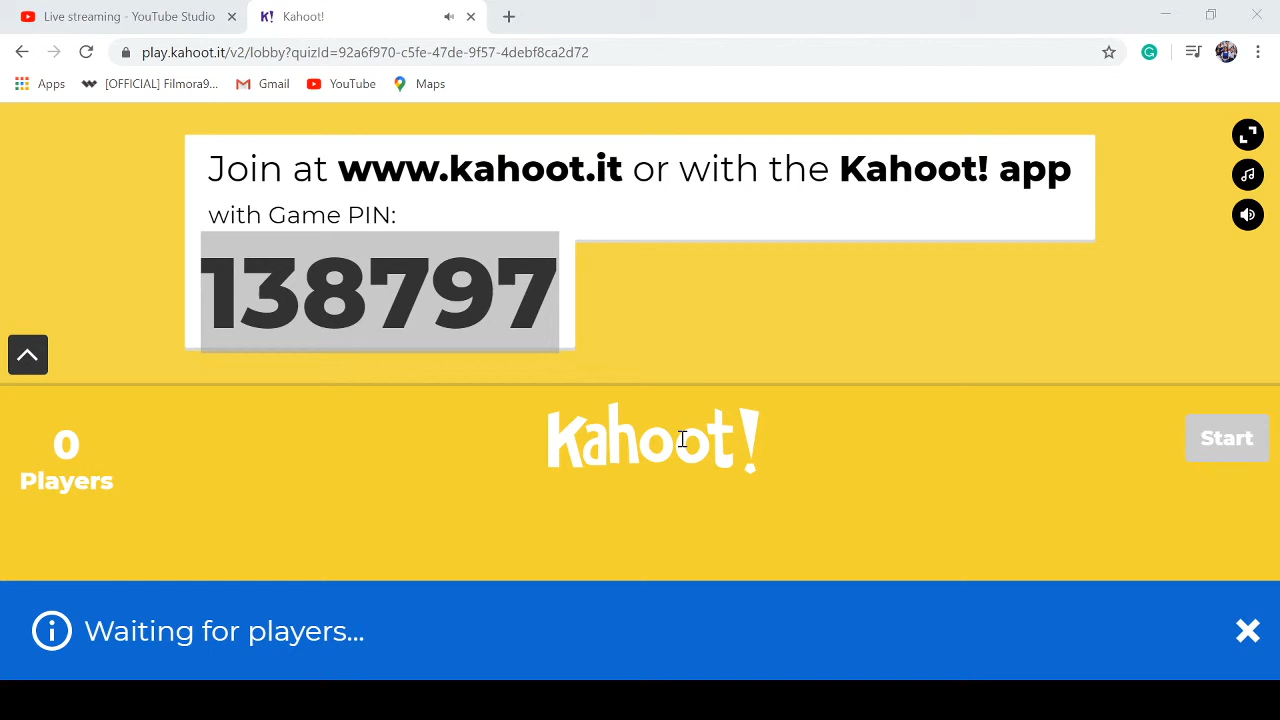 Live streaming - YouTube Studio
Kahoot!
play.kahoot.it/v2/lobby?quizId=92a6f970-c5fe-47de-9f57-4debf8ca2d72
Apps [OFFICIAL] Filmora9... Gmail YouTube Maps
Join at www.kahoot.it or with the Kahoot! app
with Game PIN:
138797
Kahoot!
0
Players
Start
Waiting for players...